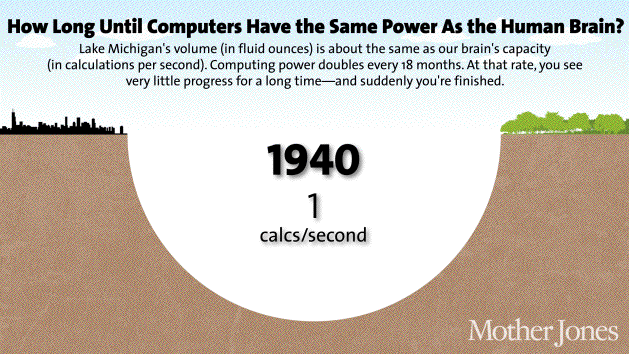 How Long Until Computers Have the Same Power As the Human Brain?
Lake Michigan's volume (in fluid ounces) is about the same as our brain's capacity
(in calculations per second). Computing power doubles every 18 months. At that rate, you see
very little progress for a long time—and suddenly you're finished.
1940
1
calcs/second
Mother Jones